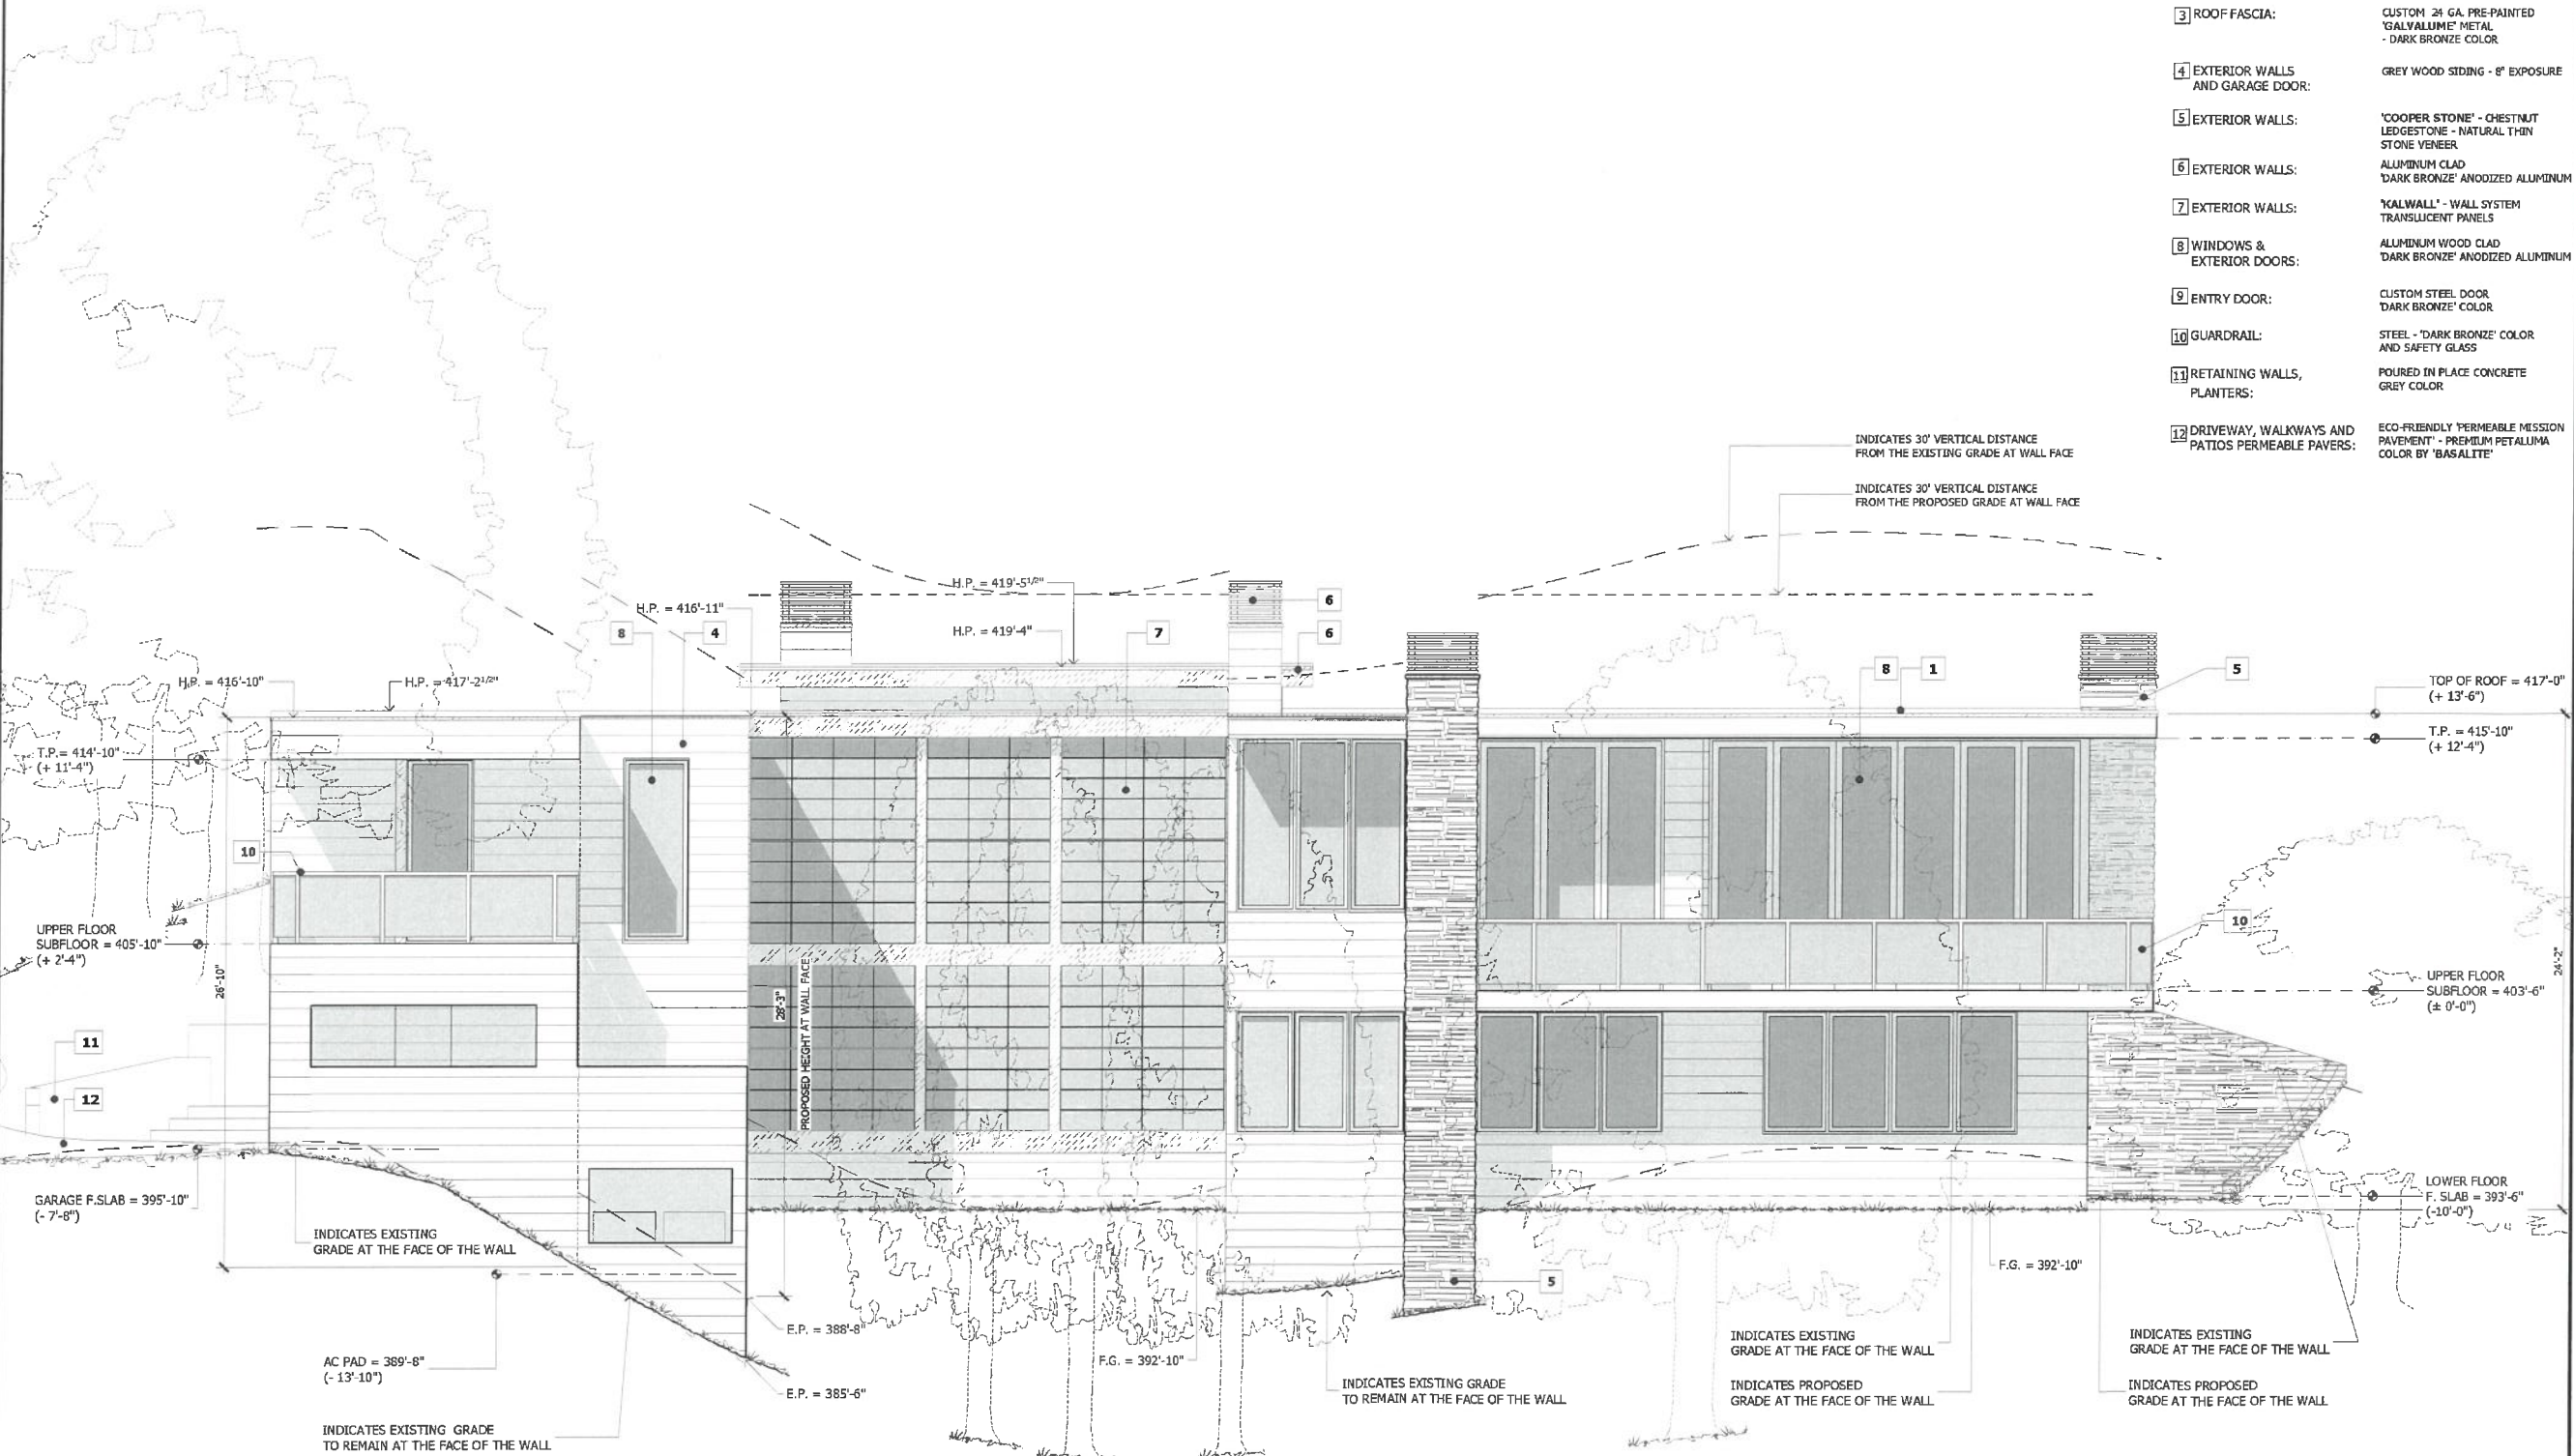 3 ROOF FASCIA:
CUSTOM 24 GA. PRE-PAINTED
'GALVALUME' METAL
- DARK BRONZE COLOR
4 EXTERIOR WALLS
AND GARAGE DOOR:
GREY WOOD SIDING - 8" EXPOSURE
5 EXTERIOR WALLS:
'COOPER STONE' - CHESTNUT
LEDGESTONE - NATURAL THIN
STONE VENEER
6 EXTERIOR WALLS:
ALUMINUM CLAD
'DARK BRONZE' ANODIZED ALUMINUM
7 EXTERIOR WALLS:
'KALWALL' - WALL SYSTEM
TRANSLUCENT PANELS
8 WINDOWS &
EXTERIOR DOORS:
ALUMINUM WOOD CLAD
'DARK BRONZE' ANODIZED ALUMINUM
9 ENTRY DOOR:
CUSTOM STEEL DOOR
'DARK BRONZE' COLOR
10 GUARDRAIL:
STEEL - 'DARK BRONZE' COLOR
AND SAFETY GLASS
11 RETAINING WALLS,
PLANTERS:
POURED IN PLACE CONCRETE
GREY COLOR
12 DRIVEWAY, WALKWAYS AND
PATIOS PERMEABLE PAVERS:
ECO-FRIENDLY 'PERMEABLE MISSION
PAVEMENT' - PREMIUM PETALUMA
COLOR BY 'BASALITE'
INDICATES 30' VERTICAL DISTANCE
FROM THE EXISTING GRADE AT WALL FACE
INDICATES 30' VERTICAL DISTANCE
FROM THE PROPOSED GRADE AT WALL FACE
H.P. = 419'-5 1/2"
H.P. = 416'-11"
6
8
4
H.P. = 419'-4"
7
6
8
1
5
H.P. = 416'-10"
H.P. = 417'-2 1/2"
TOP OF ROOF = 417'-0"
(+ 13'-6")
T.P. = 414'-10"
(+ 11'-4")
T.P. = 415'-10"
(+ 12'-4")
10
10
UPPER FLOOR
SUBFLOOR = 405'-10"
(+ 2'-4")
26'-10"
28'-3"
PROPOSED HEIGHT AT WALL FACE
24'-2"
UPPER FLOOR
SUBFLOOR = 403'-6"
(± 0'-0")
11
12
GARAGE F.SLAB = 395'-10"
(- 7'-8")
LOWER FLOOR
F. SLAB = 393'-6"
(-10'-0")
INDICATES EXISTING
GRADE AT THE FACE OF THE WALL
F.G. = 392'-10"
5
E.P. = 388'-8"
AC PAD = 389'-8"
(- 13'-10")
F.G. = 392'-10"
E.P. = 385'-6"
INDICATES EXISTING GRADE
TO REMAIN AT THE FACE OF THE WALL
INDICATES EXISTING
GRADE AT THE FACE OF THE WALL
INDICATES PROPOSED
GRADE AT THE FACE OF THE WALL
INDICATES EXISTING
GRADE AT THE FACE OF THE WALL
INDICATES PROPOSED
GRADE AT THE FACE OF THE WALL
INDICATES EXISTING GRADE
TO REMAIN AT THE FACE OF THE WALL